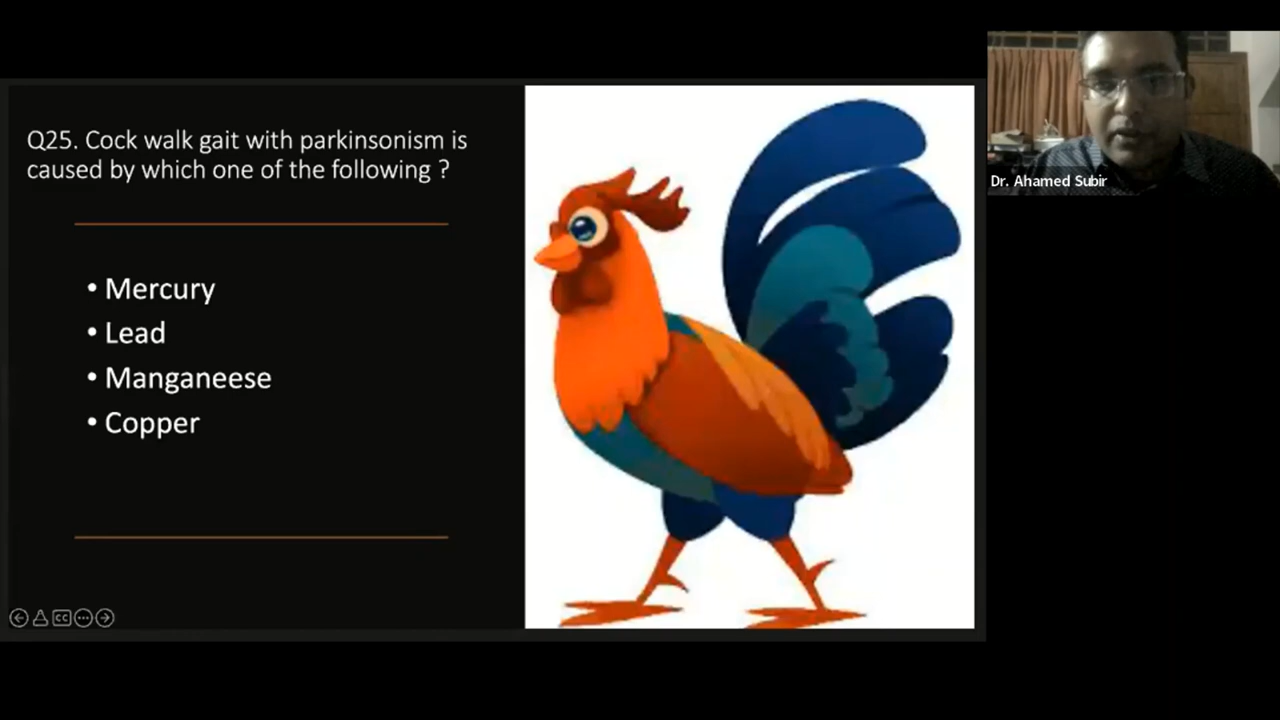 Q25. Cock walk gait with parkinsonism is
caused by which one of the following ?
• Mercury
• Lead
• Manganeese
• Copper
CC
Dr. Ahamed Subir